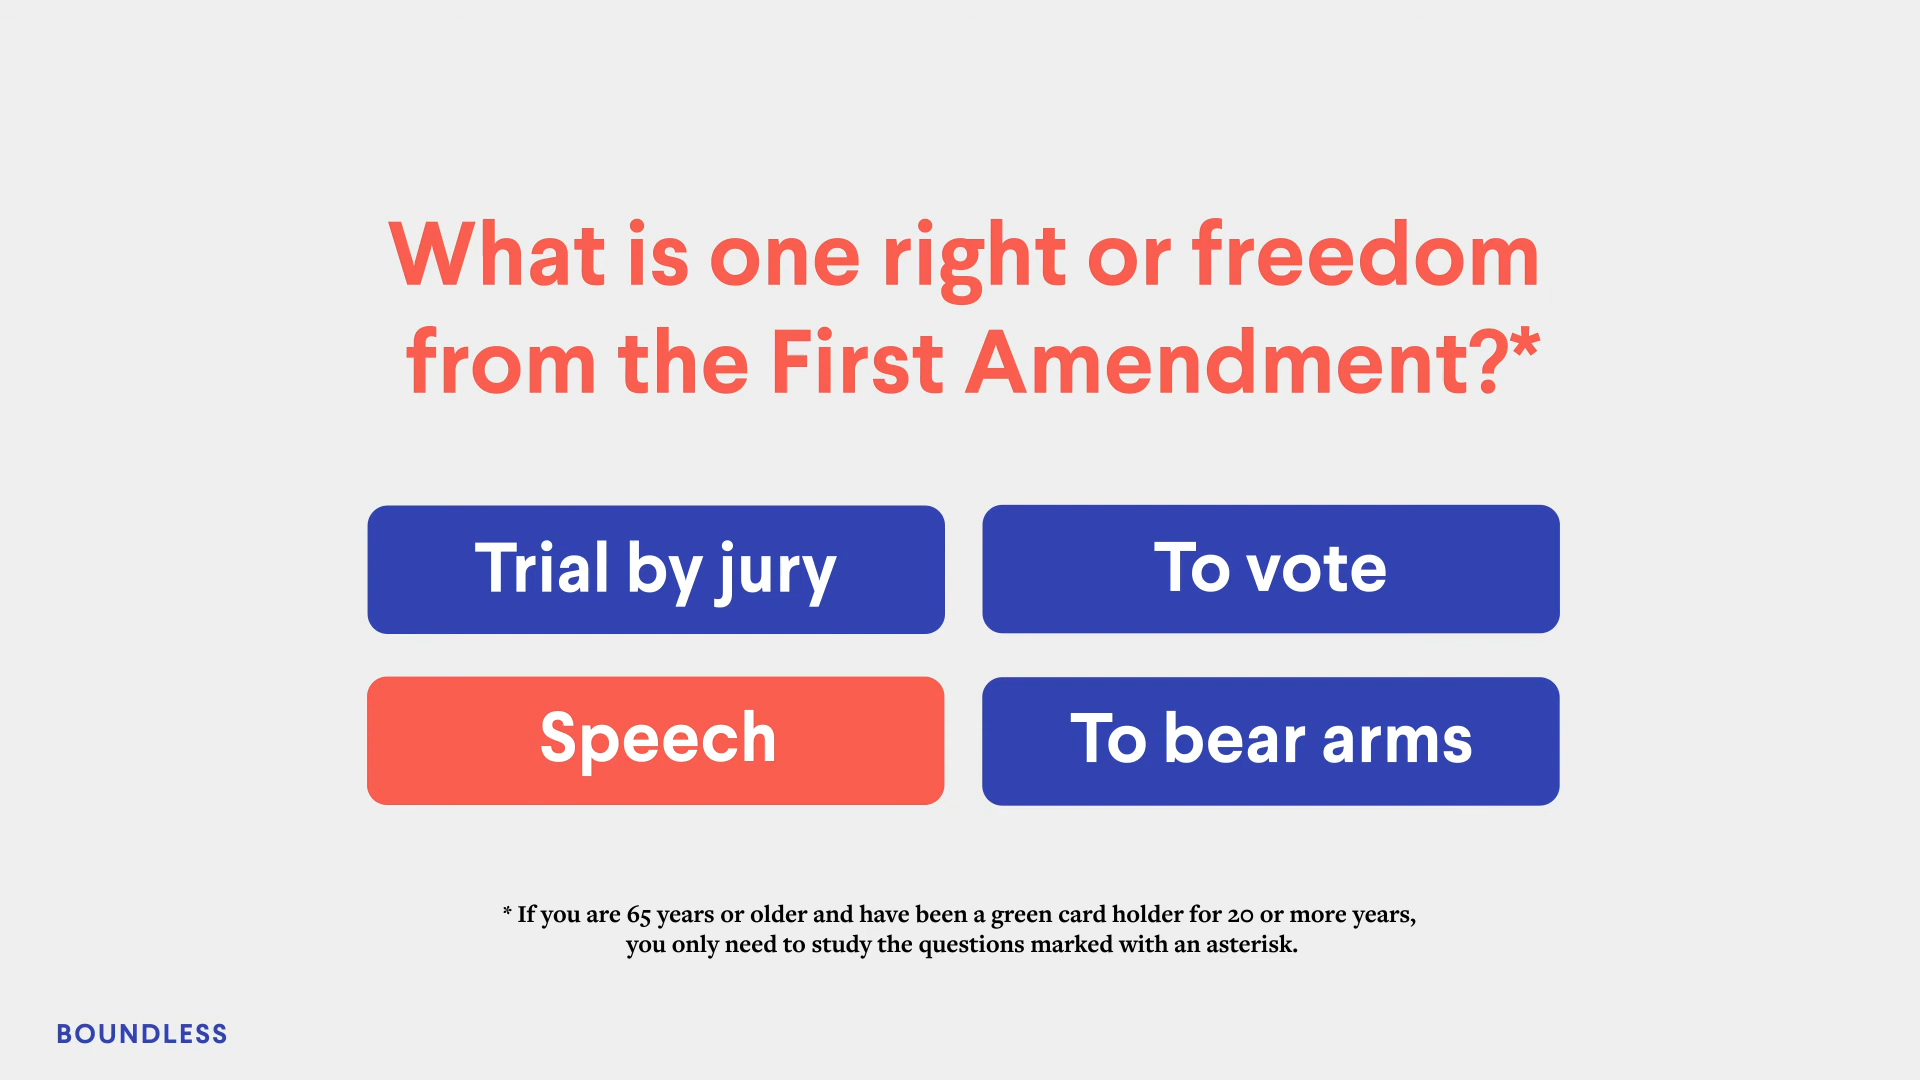 What is one right or freedom
from the First Amendment?*
Trial by jury
To vote
Speech
To bear arms
* If you are 65 years or older and have been a green card holder for 20 or more years,
you only need to study the questions marked with an asterisk.
BOUNDLESS